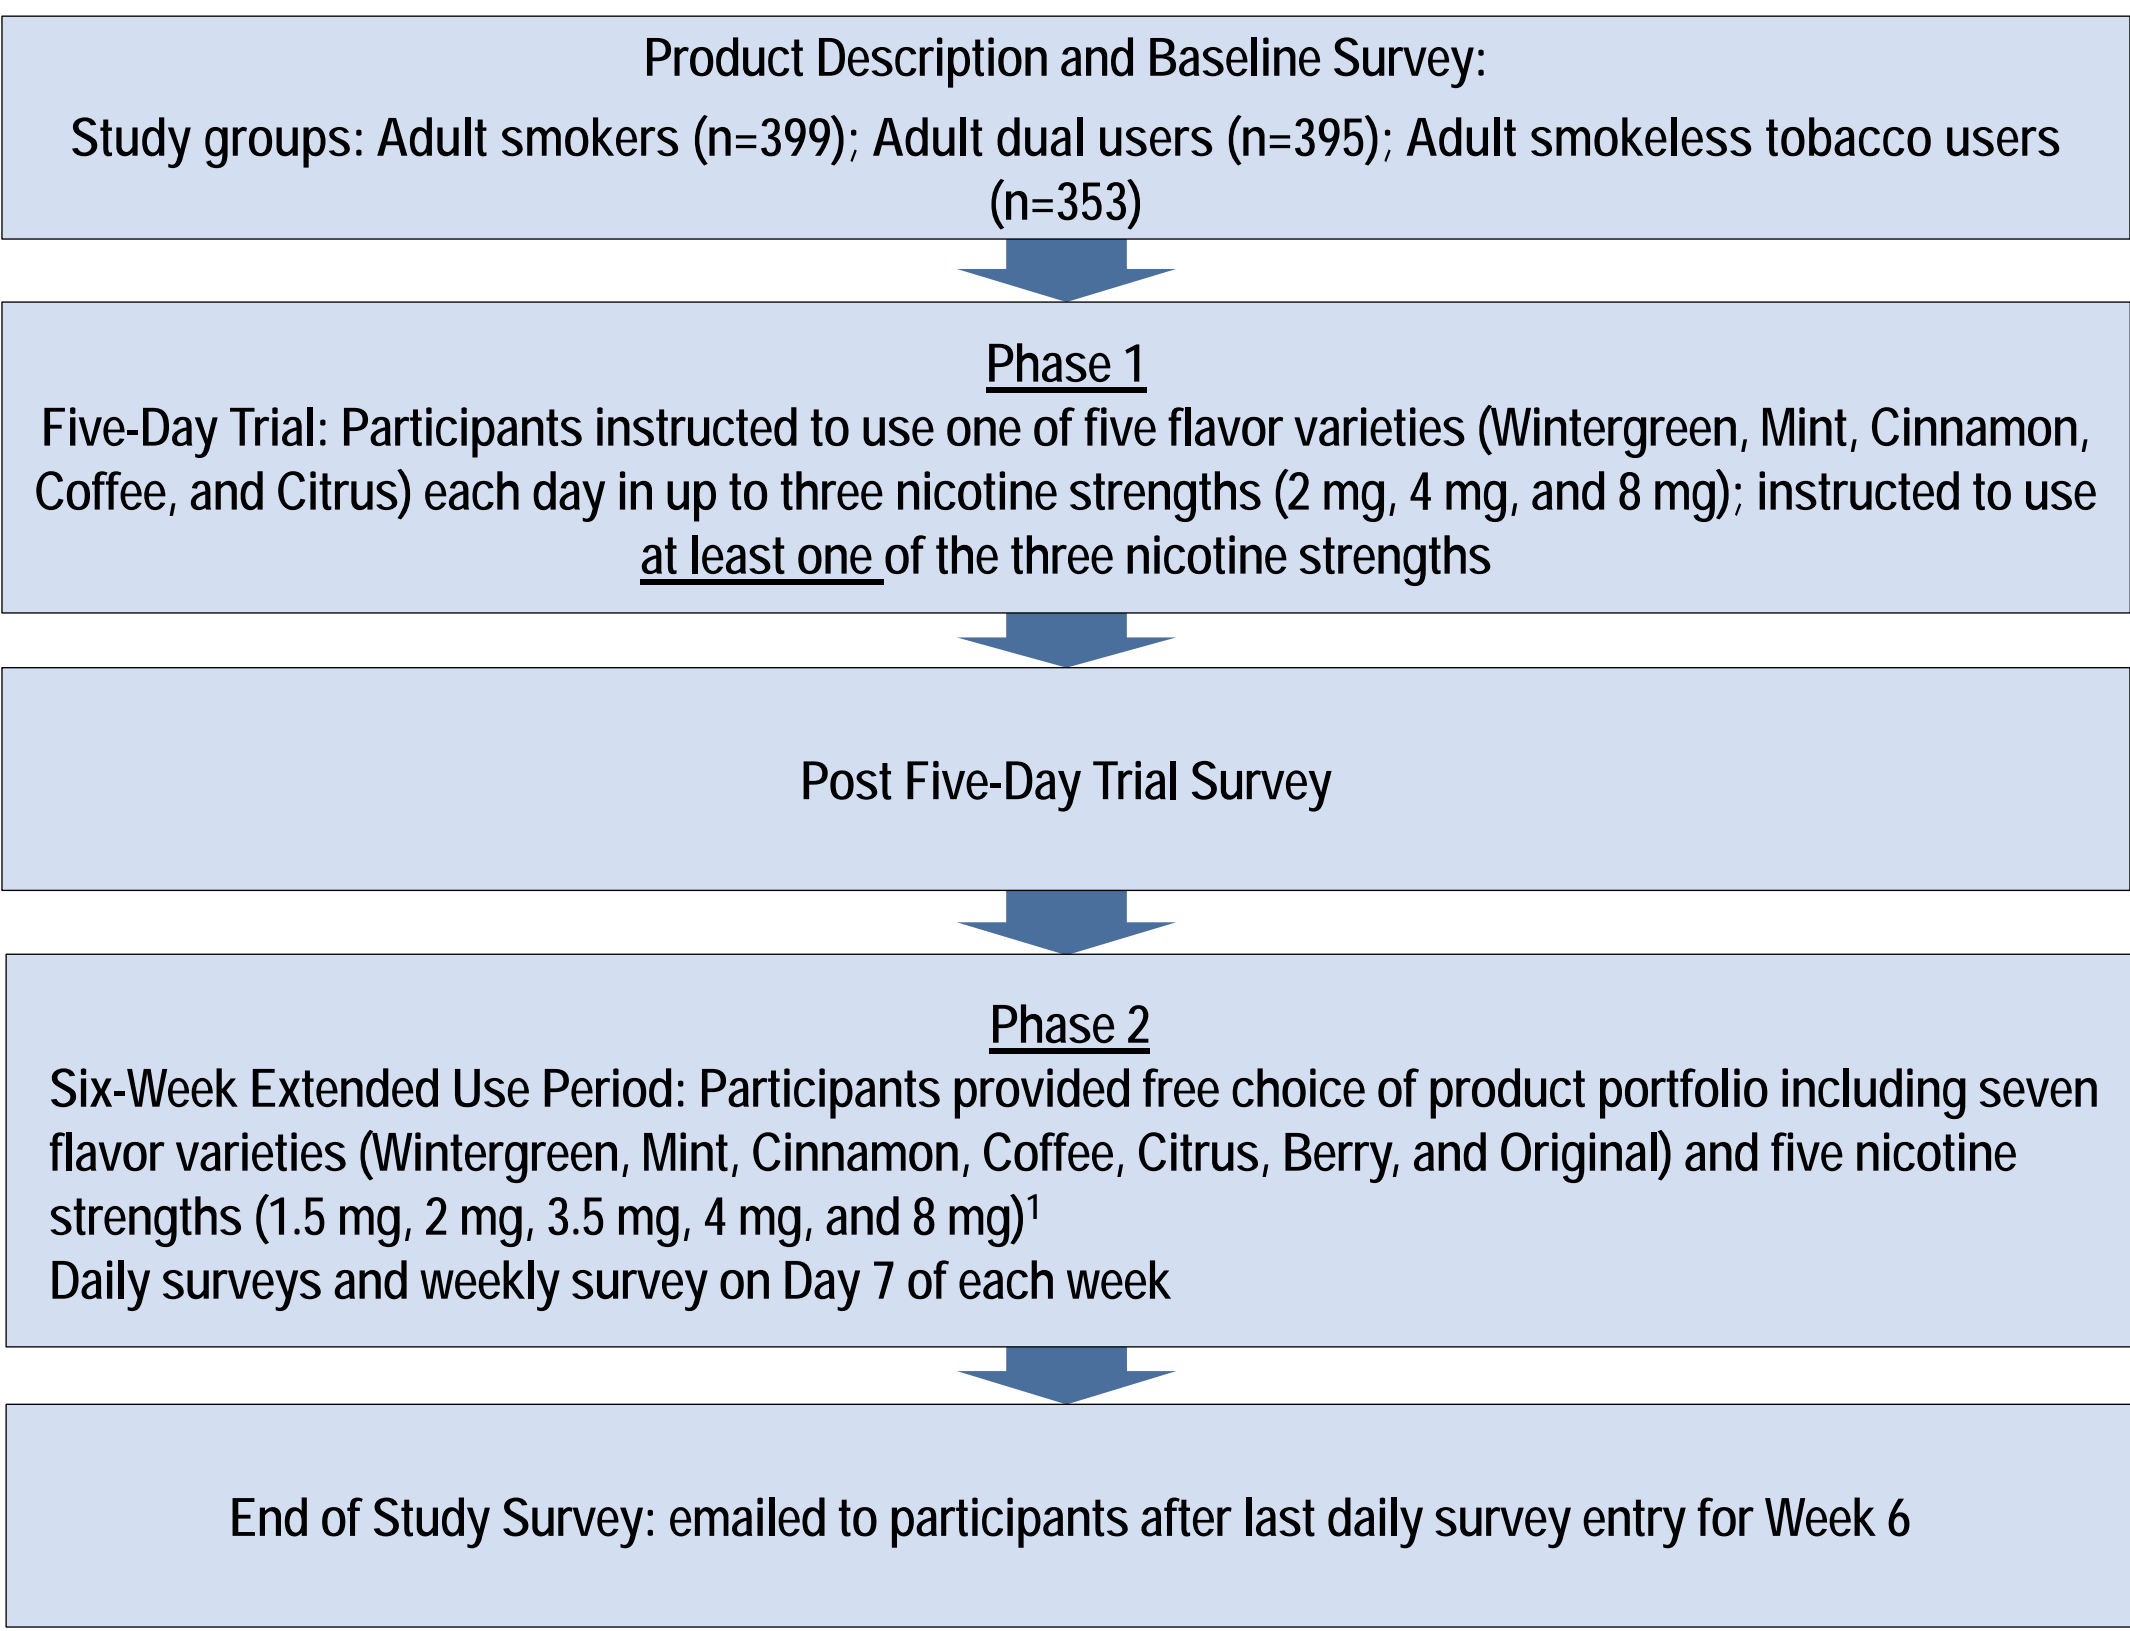 Product Description and Baseline Survey:
Study groups: Adult smokers (n=399); Adult dual users (n=395); Adult smokeless tobacco users
(n=353)
Phase 1
Five-Day Trial: Participants instructed to use one of five flavor varieties (Wintergreen, Mint, Cinnamon,
Coffee, and Citrus) each day in up to three nicotine strengths (2 mg, 4 mg, and 8 mg); instructed to use
at least one of the three nicotine strengths
Post Five-Day Trial Survey
Phase 2
Six-Week Extended Use Period: Participants provided free choice of product portfolio including seven
flavor varieties (Wintergreen, Mint, Cinnamon, Coffee, Citrus, Berry, and Original) and five nicotine
strengths (1.5 mg, 2 mg, 3.5 mg, 4 mg, and 8 mg)¹
Daily surveys and weekly survey on Day 7 of each week
End of Study Survey: emailed to participants after last daily survey entry for Week 6